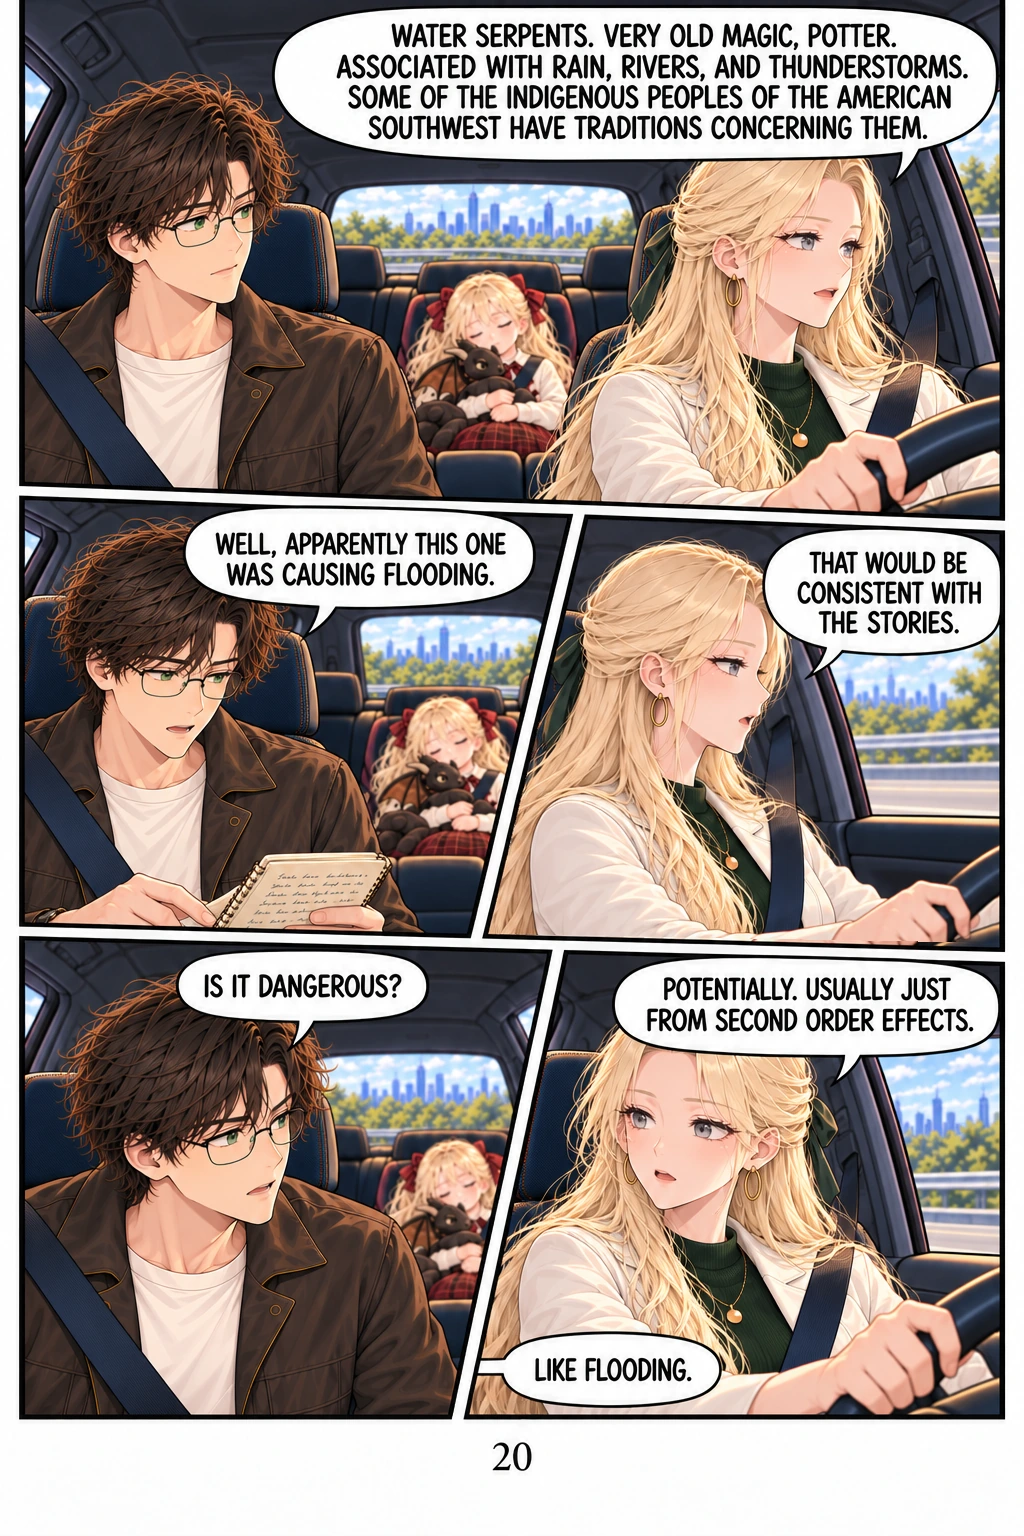 WATER SERPENTS. VERY OLD MAGIC, POTTER.
ASSOCIATED WITH RAIN, RIVERS, AND THUNDERSTORMS.
SOME OF THE INDIGENOUS PEOPLES OF THE AMERICAN
SOUTHWEST HAVE TRADITIONS CONCERNING THEM.
WELL, APPARENTLY THIS ONE
WAS CAUSING FLOODING.
THAT WOULD BE
CONSISTENT WITH
THE STORIES.
IS IT DANGEROUS?
POTENTIALLY. USUALLY JUST
FROM SECOND ORDER EFFECTS.
LIKE FLOODING.
20